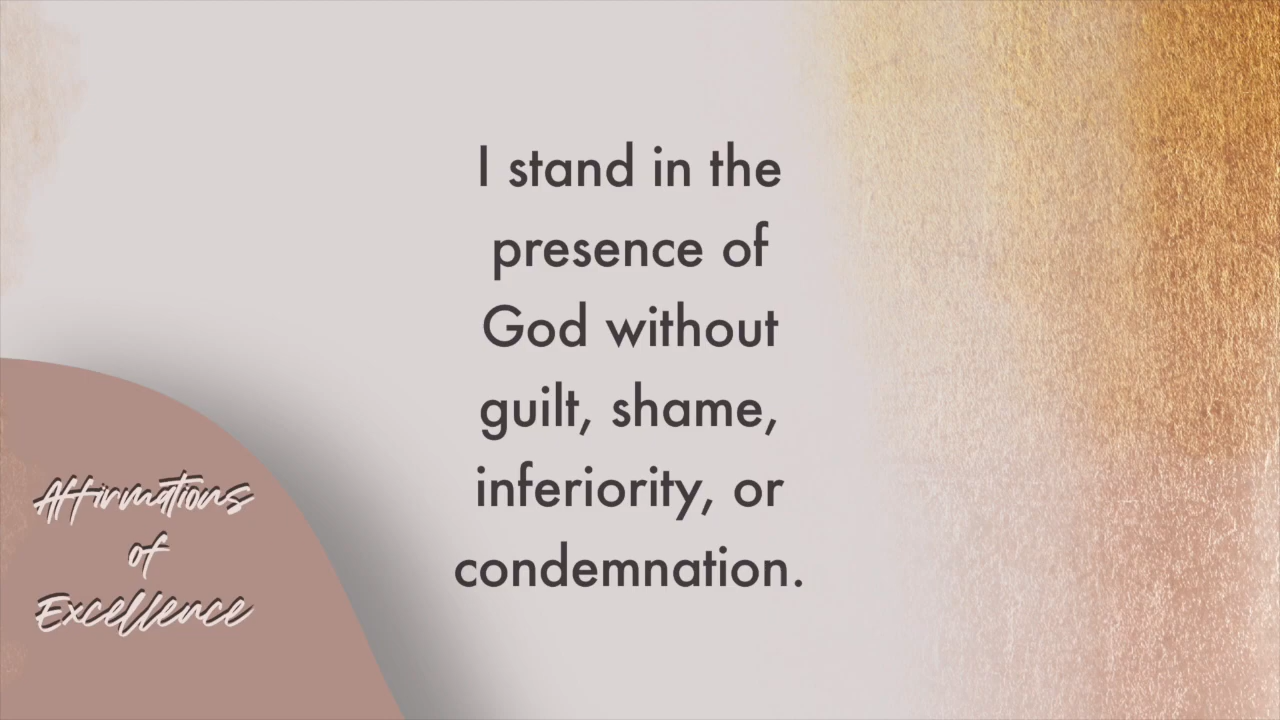 I stand in the
presence of
God without
guilt, shame,
inferiority, or
condemnation.
Affirmations
of
Excellence